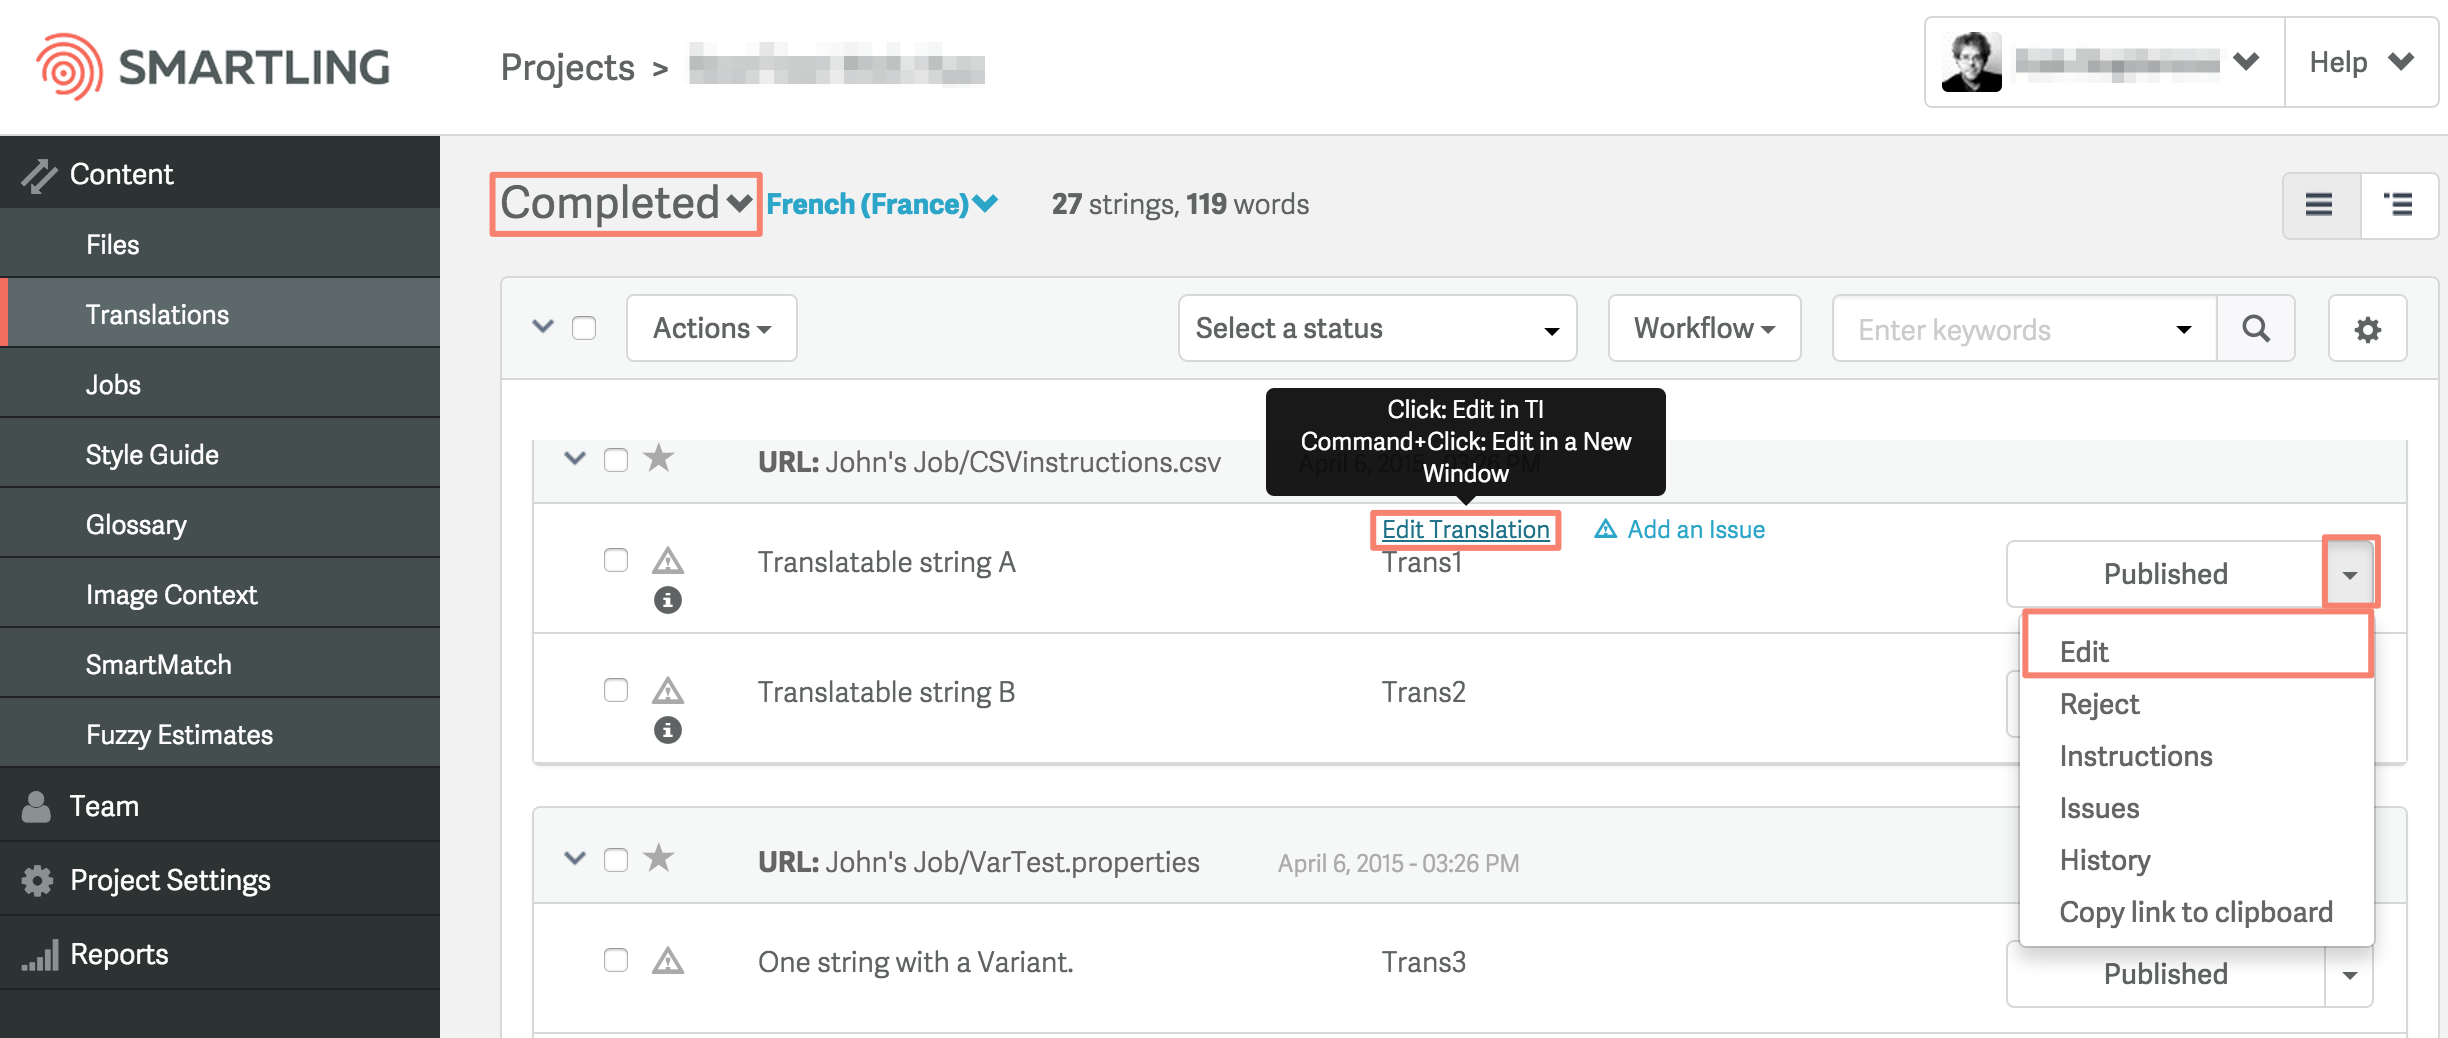 SMARTLING
Projects >
Help
Content
Files
Translations
Jobs
Style Guide
Glossary
Image Context
SmartMatch
Fuzzy Estimates
Team
Project Settings
Reports
Completed French (France) 27 strings, 119 words
Actions Select a status Workflow Enter keywords
Click: Edit in TI
Command+Click: Edit in a New
Window
URL: John's Job/CSVinstructions.csv April 6, 2015 - 03:26 PM
Edit Translation Add an Issue
Translatable string A Trans1 Published
Translatable string B Trans2
Edit
Reject
Instructions
Issues
History
Copy link to clipboard
URL: John's Job/VarTest.properties April 6, 2015 - 03:26 PM
One string with a Variant. Trans3 Published